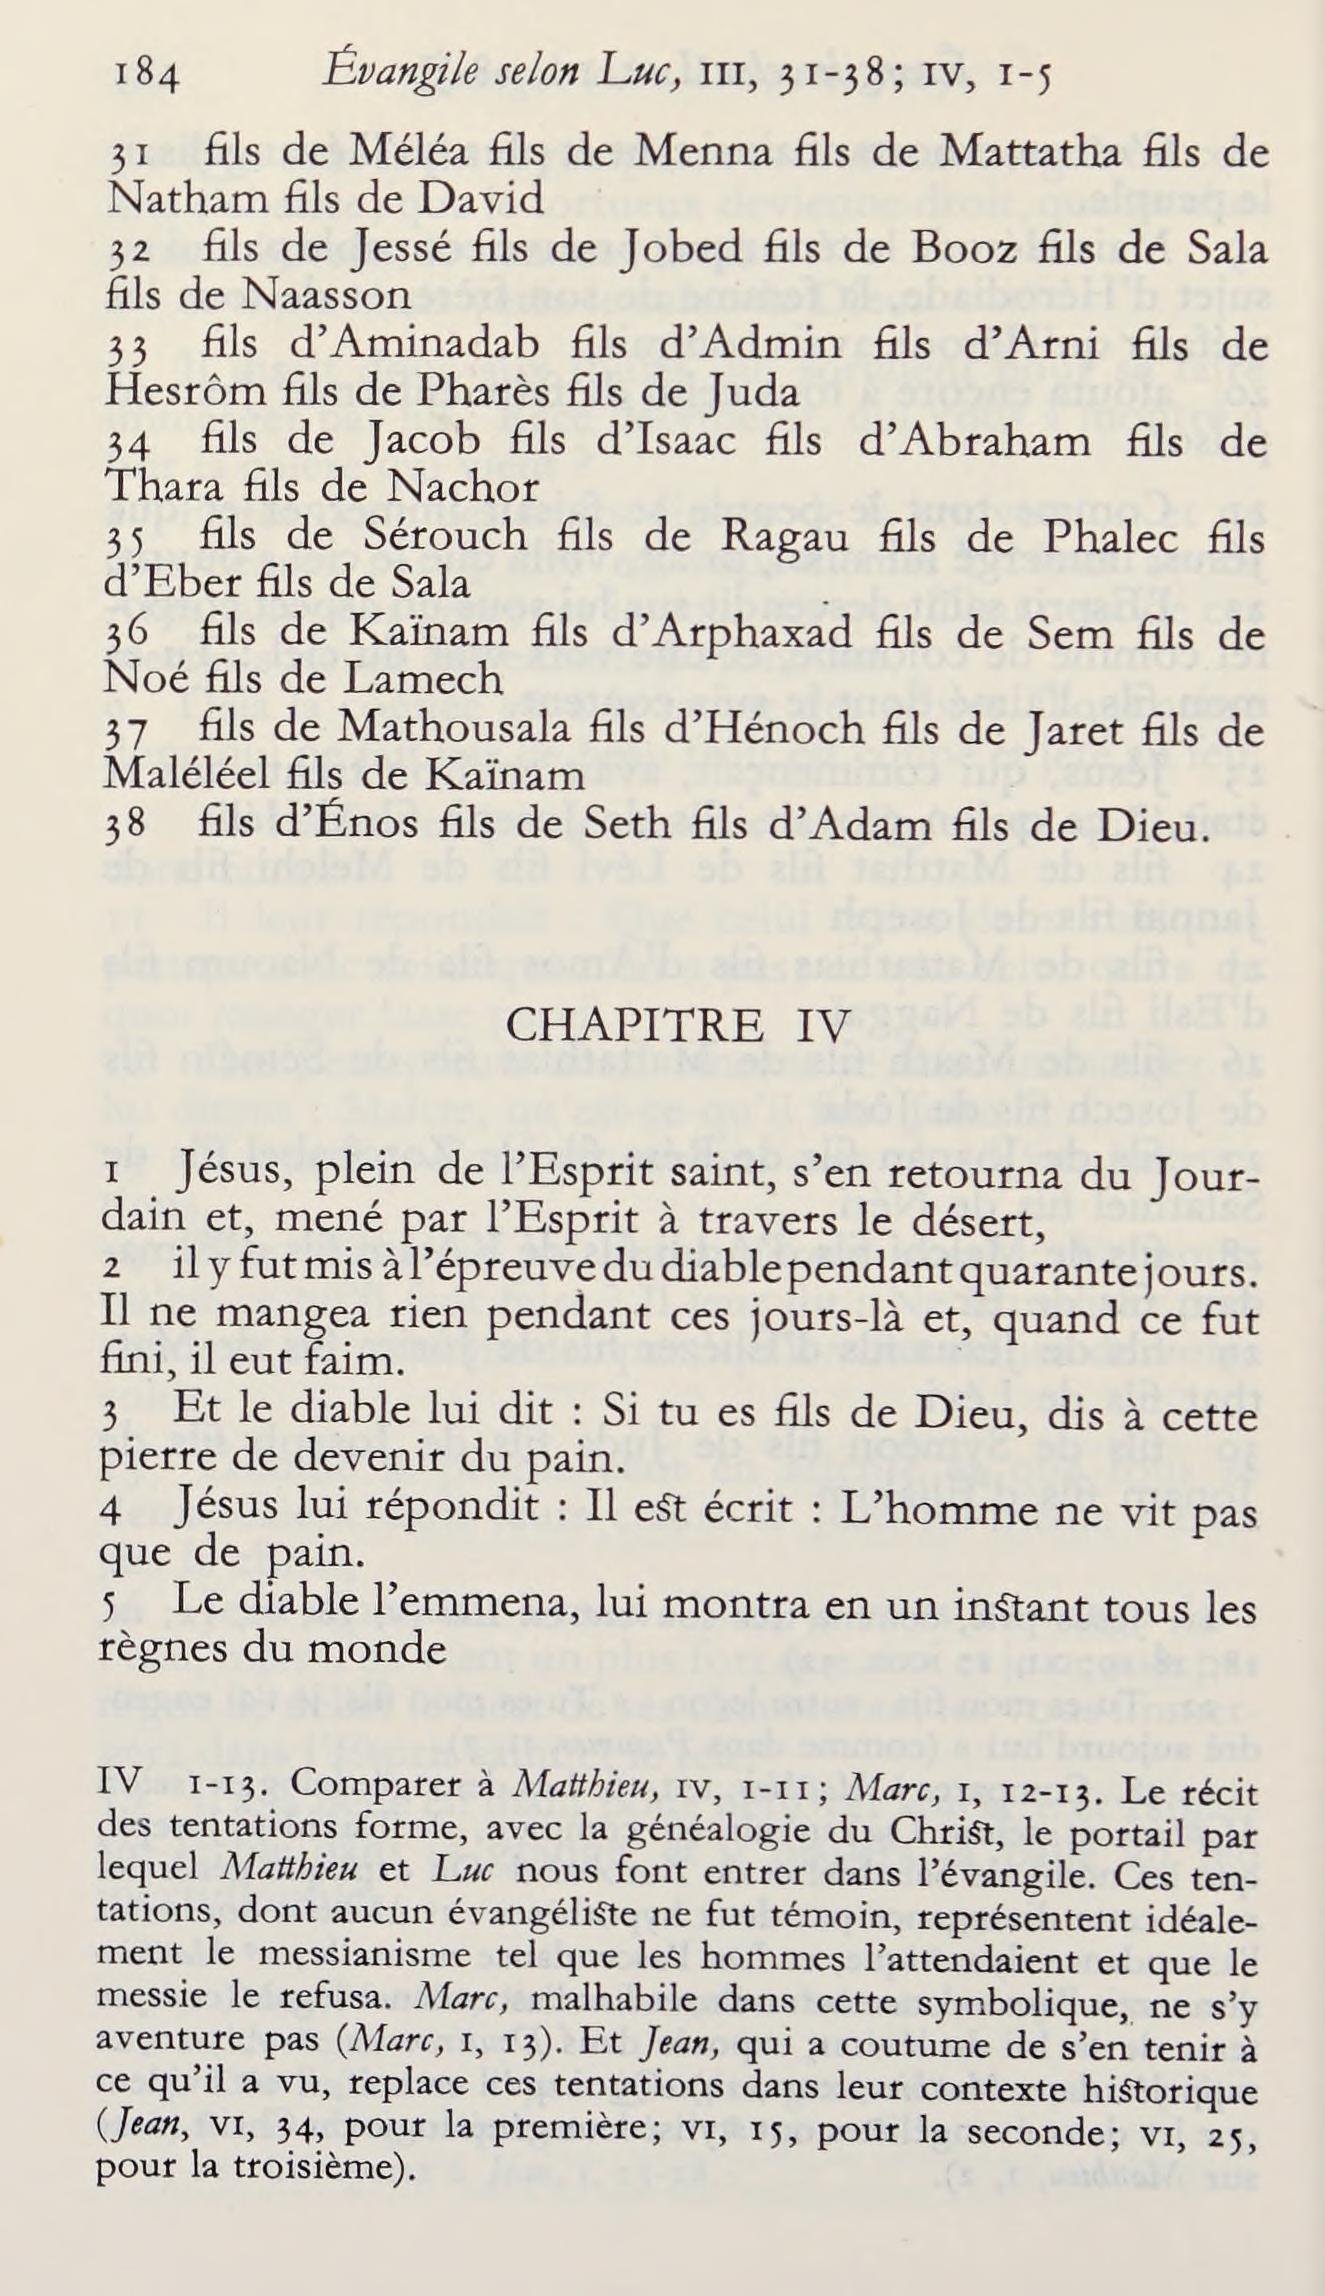 184 Évangile selon Luc, III, 31-38; IV, 1-5
31 fils de Méléa fils de Menna fils de Mattatha fils de
Natham fils de David
32 fils de Jessé fils de Jobed fils de Booz fils de Sala
fils de Naasson
33 fils d’Aminadab fils d’Admin fils d’Arni fils de
Hesrôm fils de Pharès fils de Juda
34 fils de Jacob fils d’Isaac fils d’Abraham fils de
Thara fils de Nachor
35 fils de Sérouch fils de Ragau fils de Phalec fils
d’Eber fils de Sala
36 fils de Kaïnam fils d’Arphaxad fils de Sem fils de
Noé fils de Lamech
37 fils de Mathousala fils d’Hénoch fils de Jaret fils de
Maléléel fils de Kaïnam
38 fils d’Énos fils de Seth fils d’Adam fils de Dieu.
CHAPITRE IV
1 Jésus, plein de l’Esprit saint, s’en retourna du Jour-
dain et, mené par l’Esprit à travers le désert,
2 il y fut mis à l’épreuve du diable pendant quarante jours.
Il ne mangea rien pendant ces jours-là et, quand ce fut
fini, il eut faim.
3 Et le diable lui dit : Si tu es fils de Dieu, dis à cette
pierre de devenir du pain.
4 Jésus lui répondit : Il est écrit : L’homme ne vit pas
que de pain.
5 Le diable l’emmena, lui montra en un instant tous les
règnes du monde
IV 1-13. Comparer à Matthieu, IV, 1-11; Marc, I, 12-13. Le récit
des tentations forme, avec la généalogie du Christ, le portail par
lequel Matthieu et Luc nous font entrer dans l’évangile. Ces ten-
tations, dont aucun évangéliste ne fut témoin, représentent idéale-
ment le messianisme tel que les hommes l’attendaient et que le
messie le refusa. Marc, malhabile dans cette symbolique, ne s’y
aventure pas (Marc, I, 13). Et Jean, qui a coutume de s’en tenir à
ce qu’il a vu, replace ces tentations dans leur contexte historique
(Jean, VI, 34, pour la première; VI, 15, pour la seconde; VI, 25,
pour la troisième).